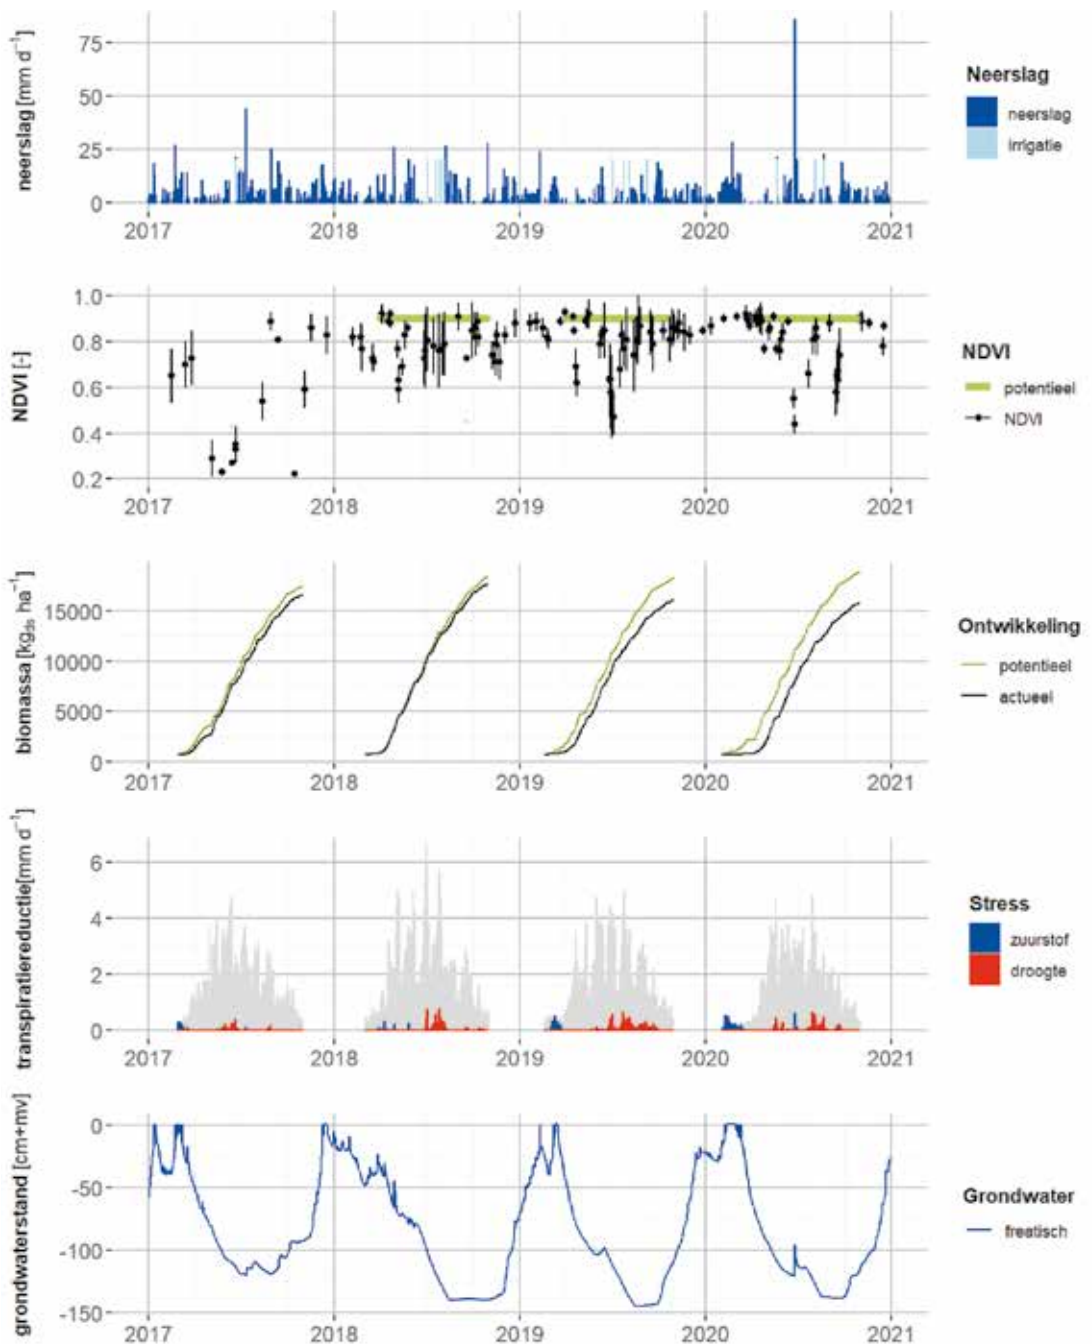 neerslag [mm d⁻¹]
75
50
25
0
2017 2018 2019 2020 2021
Neerslag
neerslag
irrigatie
NDVI [-]
1.0
0.8
0.6
0.4
0.2
2017 2018 2019 2020 2021
NDVI
potentieel
NDVI
biomassa [kg_ds ha⁻¹]
15000
10000
5000
0
2017 2018 2019 2020 2021
Ontwikkeling
potentieel
actueel
transpiratiereductie[mm d⁻¹]
6
4
2
0
2017 2018 2019 2020 2021
Stress
zuurstof
droogte
grondwaterstand [cm+mv]
0
-50
-100
-150
2017 2018 2019 2020 2021
Grondwater
freatisch